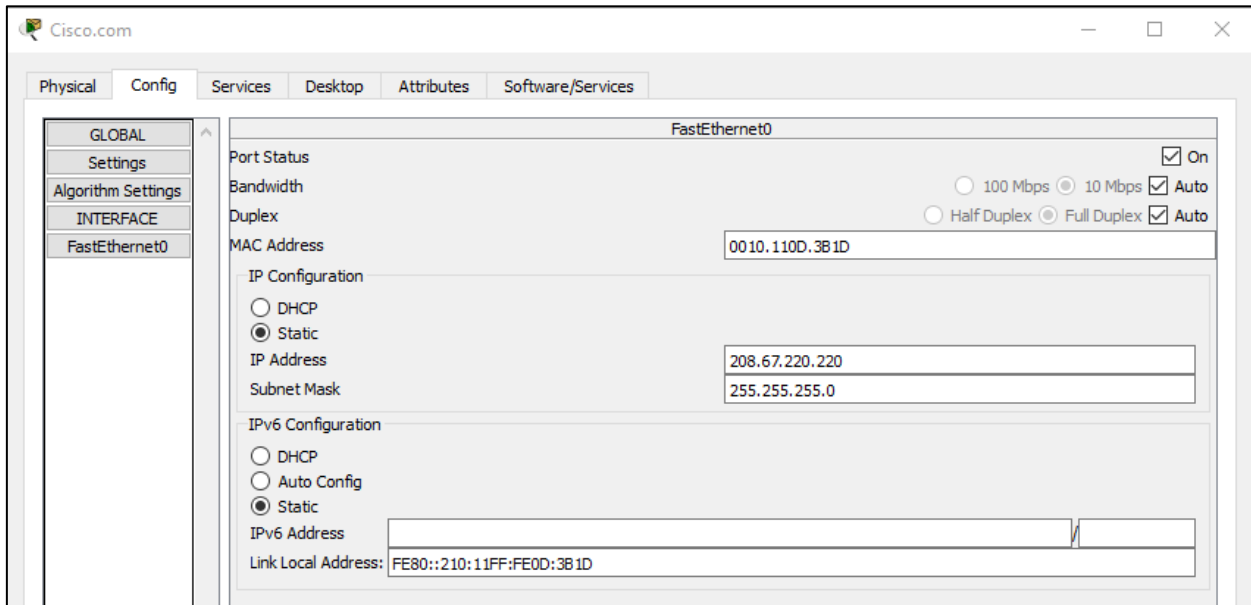 Cisco.com
Physical Config Services Desktop Attributes Software/Services
GLOBAL
Settings
Algorithm Settings
INTERFACE
FastEthernet0
FastEthernet0
Port Status On
Bandwidth 100 Mbps 10 Mbps Auto
Duplex Half Duplex Full Duplex Auto
MAC Address 0010.110D.3B1D
IP Configuration
DHCP
Static
IP Address 208.67.220.220
Subnet Mask 255.255.255.0
IPv6 Configuration
DHCP
Auto Config
Static
IPv6 Address /
Link Local Address: FE80::210:11FF:FE0D:3B1D